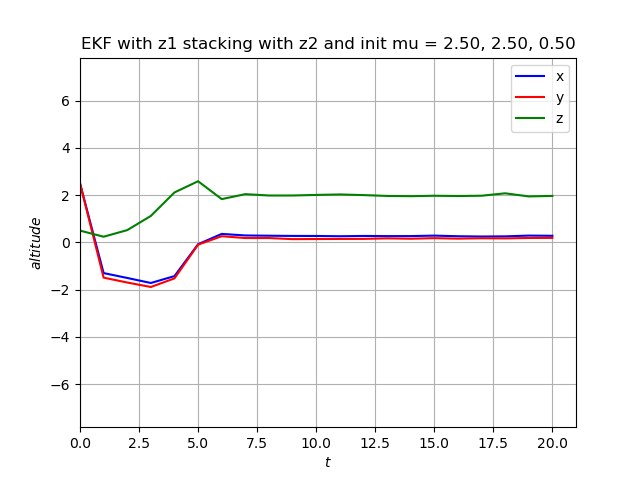 EKF with z1 stacking with z2 and init mu = 2.50, 2.50, 0.50
x
y
z
6
4
2
0
−2
−4
−6
altitude
0.0 2.5 5.0 7.5 10.0 12.5 15.0 17.5 20.0
t